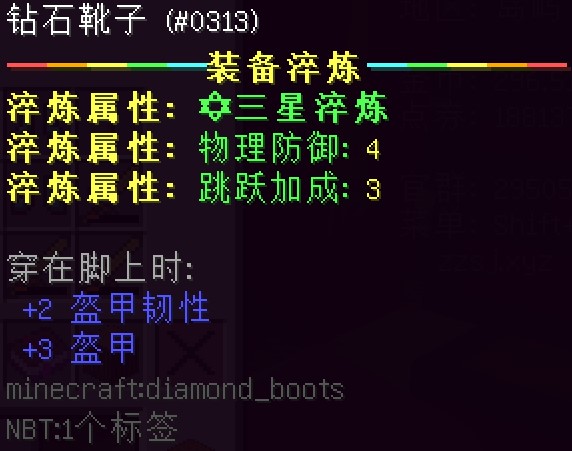 钻石靴子 (#0313)
装备淬炼
淬炼属性: ✡三星淬炼
淬炼属性: 物理防御: 4
淬炼属性: 跳跃加成: 3
穿在脚上时:
+2 盔甲韧性
+3 盔甲
minecraft:diamond_boots
NBT:1个标签